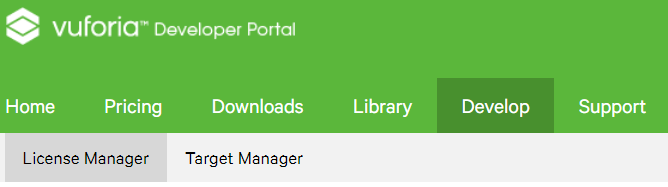 vuforia™ Developer Portal
Home Pricing Downloads Library Develop Support
License Manager Target Manager